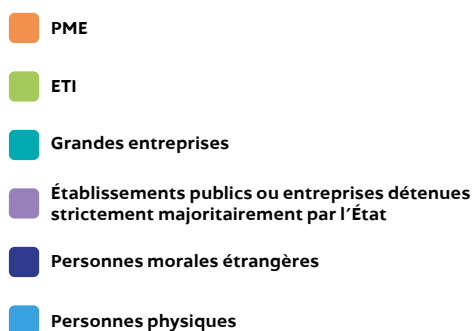 PME
ETI
Grandes entreprises
Établissements publics ou entreprises détenues
strictement majoritairement par l'État
Personnes morales étrangères
Personnes physiques